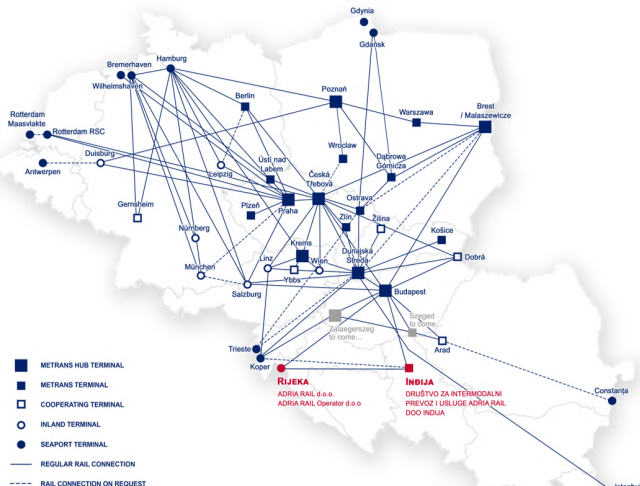 Gdynia
Gdańsk
Hamburg
Bremerhaven
Wilhelmshaven
Berlin
Poznań
Warszawa
Brest
/ Malaszewicze
Rotterdam
Maasvlakte
Rotterdam RSC
Duisburg
Antwerpen
Leipzig
Ústí nad
Labem
Wroclaw
Dąbrowa
Górnicza
Česká
Třebová
Gernsheim
Plzeň
Praha
Ostrava
Zlín
Žilina
Košice
Nürnberg
Krems
Dunajská
Streda
Dobrá
München
Linz
Wien
Ybbs
Salzburg
Budapest
Zalaegerszeg
to come...
Szeged
to come...
Arad
Trieste
Koper
Constanța
RIJEKA
ADRIA RAIL d.o.o.
ADRIA RAIL Operator d.o.o
INĐIJA
DRUŠTVO ZA INTERMODALNI
PREVOZ I USLUGE ADRIA RAIL
DOO INDIJA
METRANS HUB TERMINAL
METRANS TERMINAL
COOPERATING TERMINAL
INLAND TERMINAL
SEAPORT TERMINAL
REGULAR RAIL CONNECTION
RAIL CONNECTION ON REQUEST